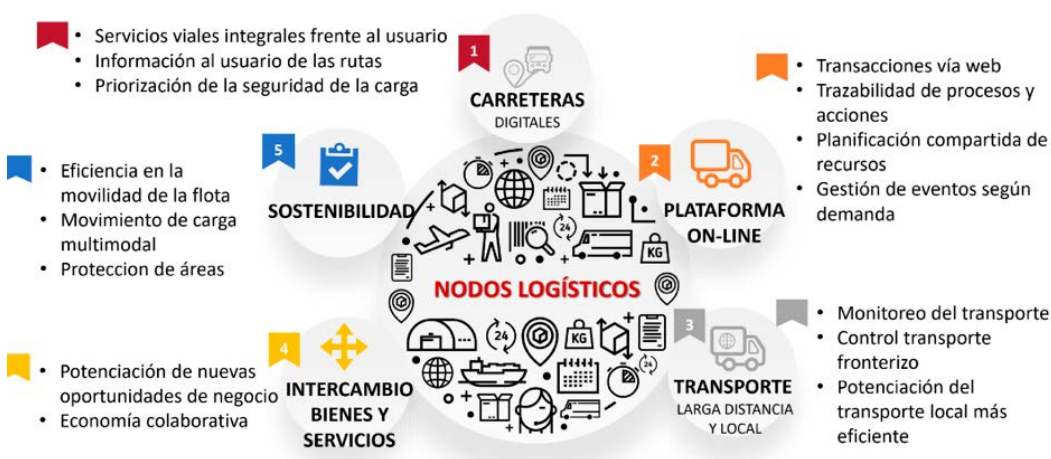 • Servicios viales integrales frente al usuario
• Información al usuario de las rutas
• Priorización de la seguridad de la carga
1
CARRETERAS
DIGITALES
• Transacciones vía web
• Trazabilidad de procesos y
acciones
• Planificación compartida de
recursos
• Gestión de eventos según
demanda
2
PLATAFORMA
ON-LINE
5
SOSTENIBILIDAD
• Eficiencia en la
movilidad de la flota
• Movimiento de carga
multimodal
• Proteccion de áreas
24
KG
NODOS LOGÍSTICOS
24
KG
24
3
TRANSPORTE
LARGA DISTANCIA
Y LOCAL
• Monitoreo del transporte
• Control transporte
fronterizo
• Potenciación del
transporte local más
eficiente
4
INTERCAMBIO
BIENES Y
SERVICIOS
• Potenciación de nuevas
oportunidades de negocio
• Economía colaborativa